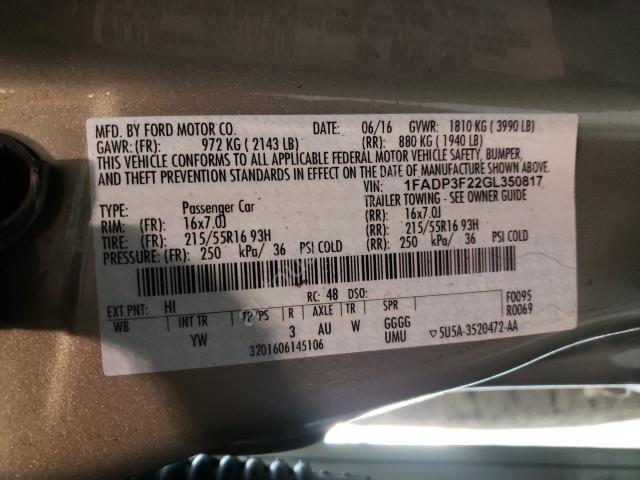 MFD. BY FORD MOTOR CO. DATE: 06/16 GVWR: 1810 KG ( 3990 LB)
GAWR: (FR): 972 KG ( 2143 LB) (RR): 880 KG ( 1940 LB)
THIS VEHICLE CONFORMS TO ALL APPLICABLE FEDERAL MOTOR VEHICLE SAFETY, BUMPER,
AND THEFT PREVENTION STANDARDS IN EFFECT ON THE DATE OF MANUFACTURE SHOWN ABOVE.
VIN: 1FADP3F22GL350817
TYPE: Passenger Car TRAILER TOWING - SEE OWNER GUIDE
RIM: (FR): 16x7.0J (RR): 16x7.0J
TIRE: (FR): 215/55R16 93H (RR): 215/55R16 93H
PRESSURE: (FR): 250 kPa/ 36 PSI COLD (RR): 250 kPa/ 36 PSI COLD
RC: 48 DSO:
EXT PNT: HI F0095
WB INT TR TP/PS R AXLE TR SPR R0069
YW 8 3 AU W GGGG
UMU 5U5A-3520472-AA
3201606145106